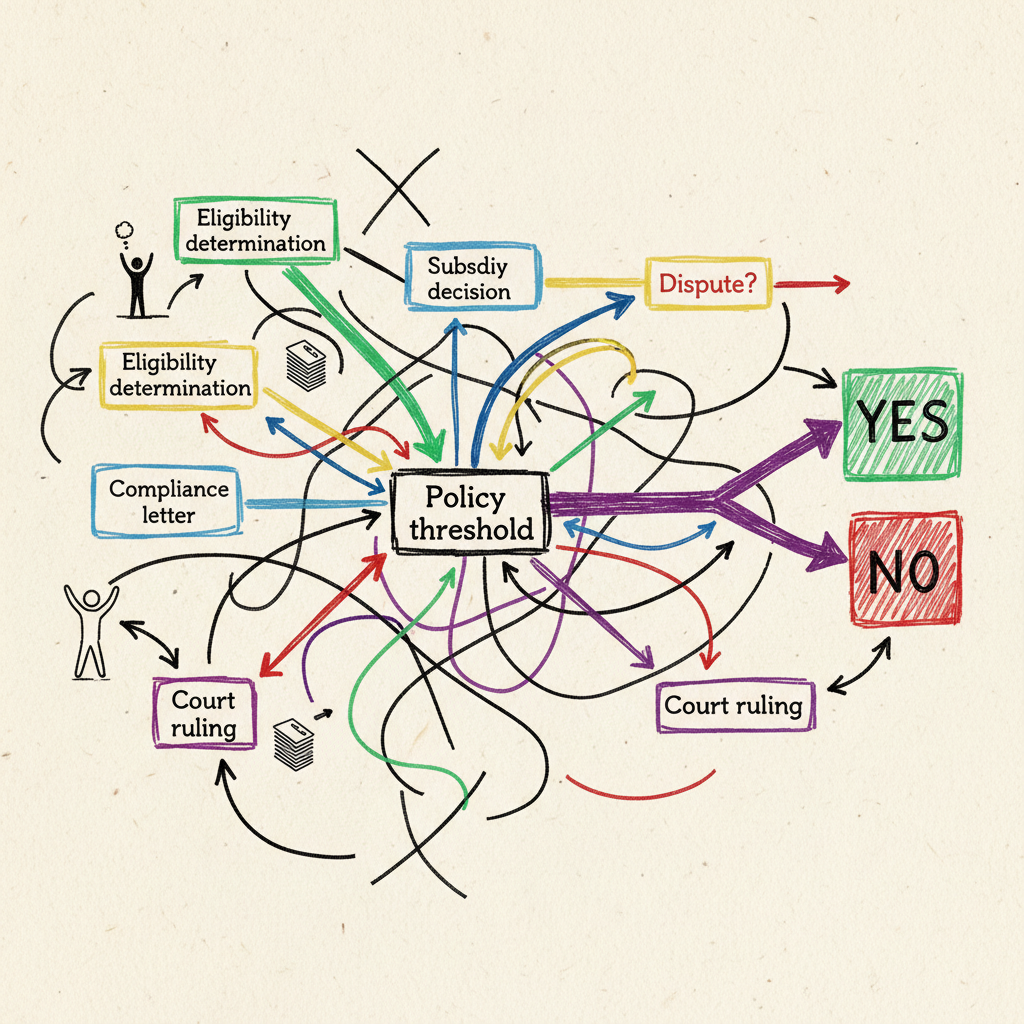 Eligibility
determination
Subsdiy
decision
Dispute?
Eligibility
determination
YES
Compliance
letter
Policy
threshold
NO
Court
ruling
Court ruling